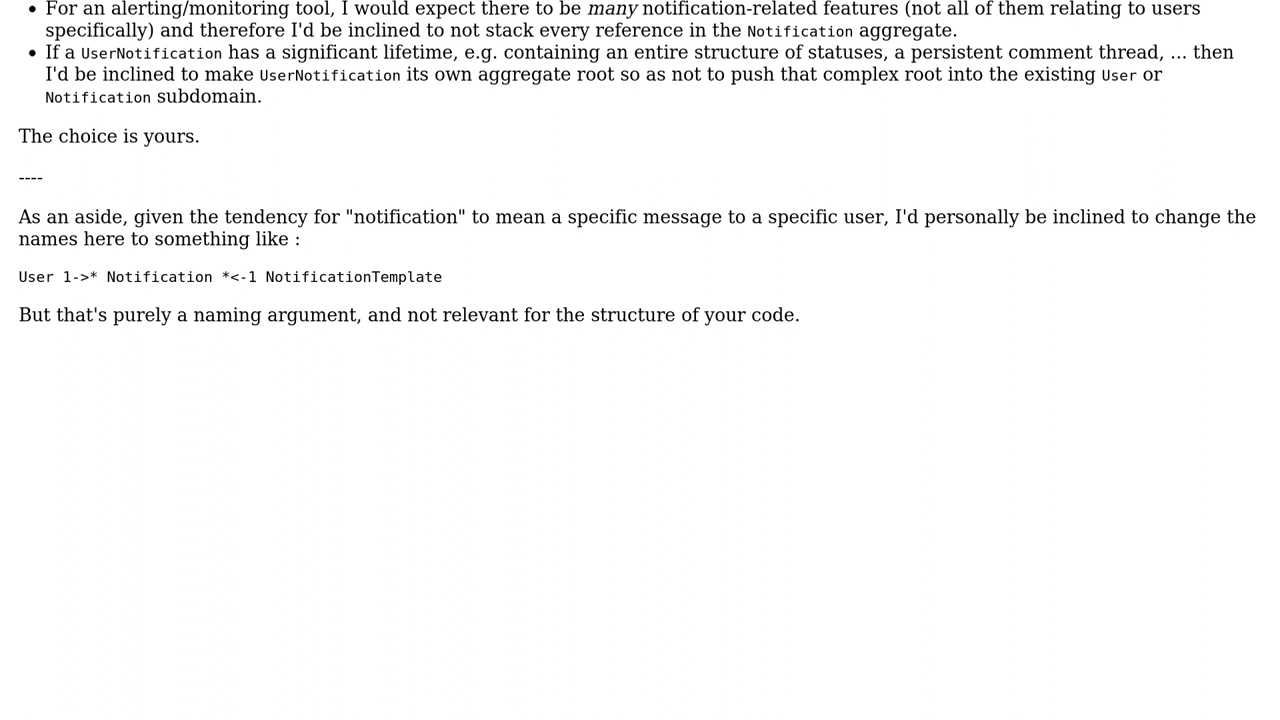 • For an alerting/monitoring tool, I would expect there to be many notification-related features (not all of them relating to users
specifically) and therefore I'd be inclined to not stack every reference in the Notification aggregate.
• If a UserNotification has a significant lifetime, e.g. containing an entire structure of statuses, a persistent comment thread, ... then
I'd be inclined to make UserNotification its own aggregate root so as not to push that complex root into the existing User or
Notification subdomain.
The choice is yours.
----
As an aside, given the tendency for "notification" to mean a specific message to a specific user, I'd personally be inclined to change the
names here to something like :
User 1->* Notification *<-1 NotificationTemplate
But that's purely a naming argument, and not relevant for the structure of your code.